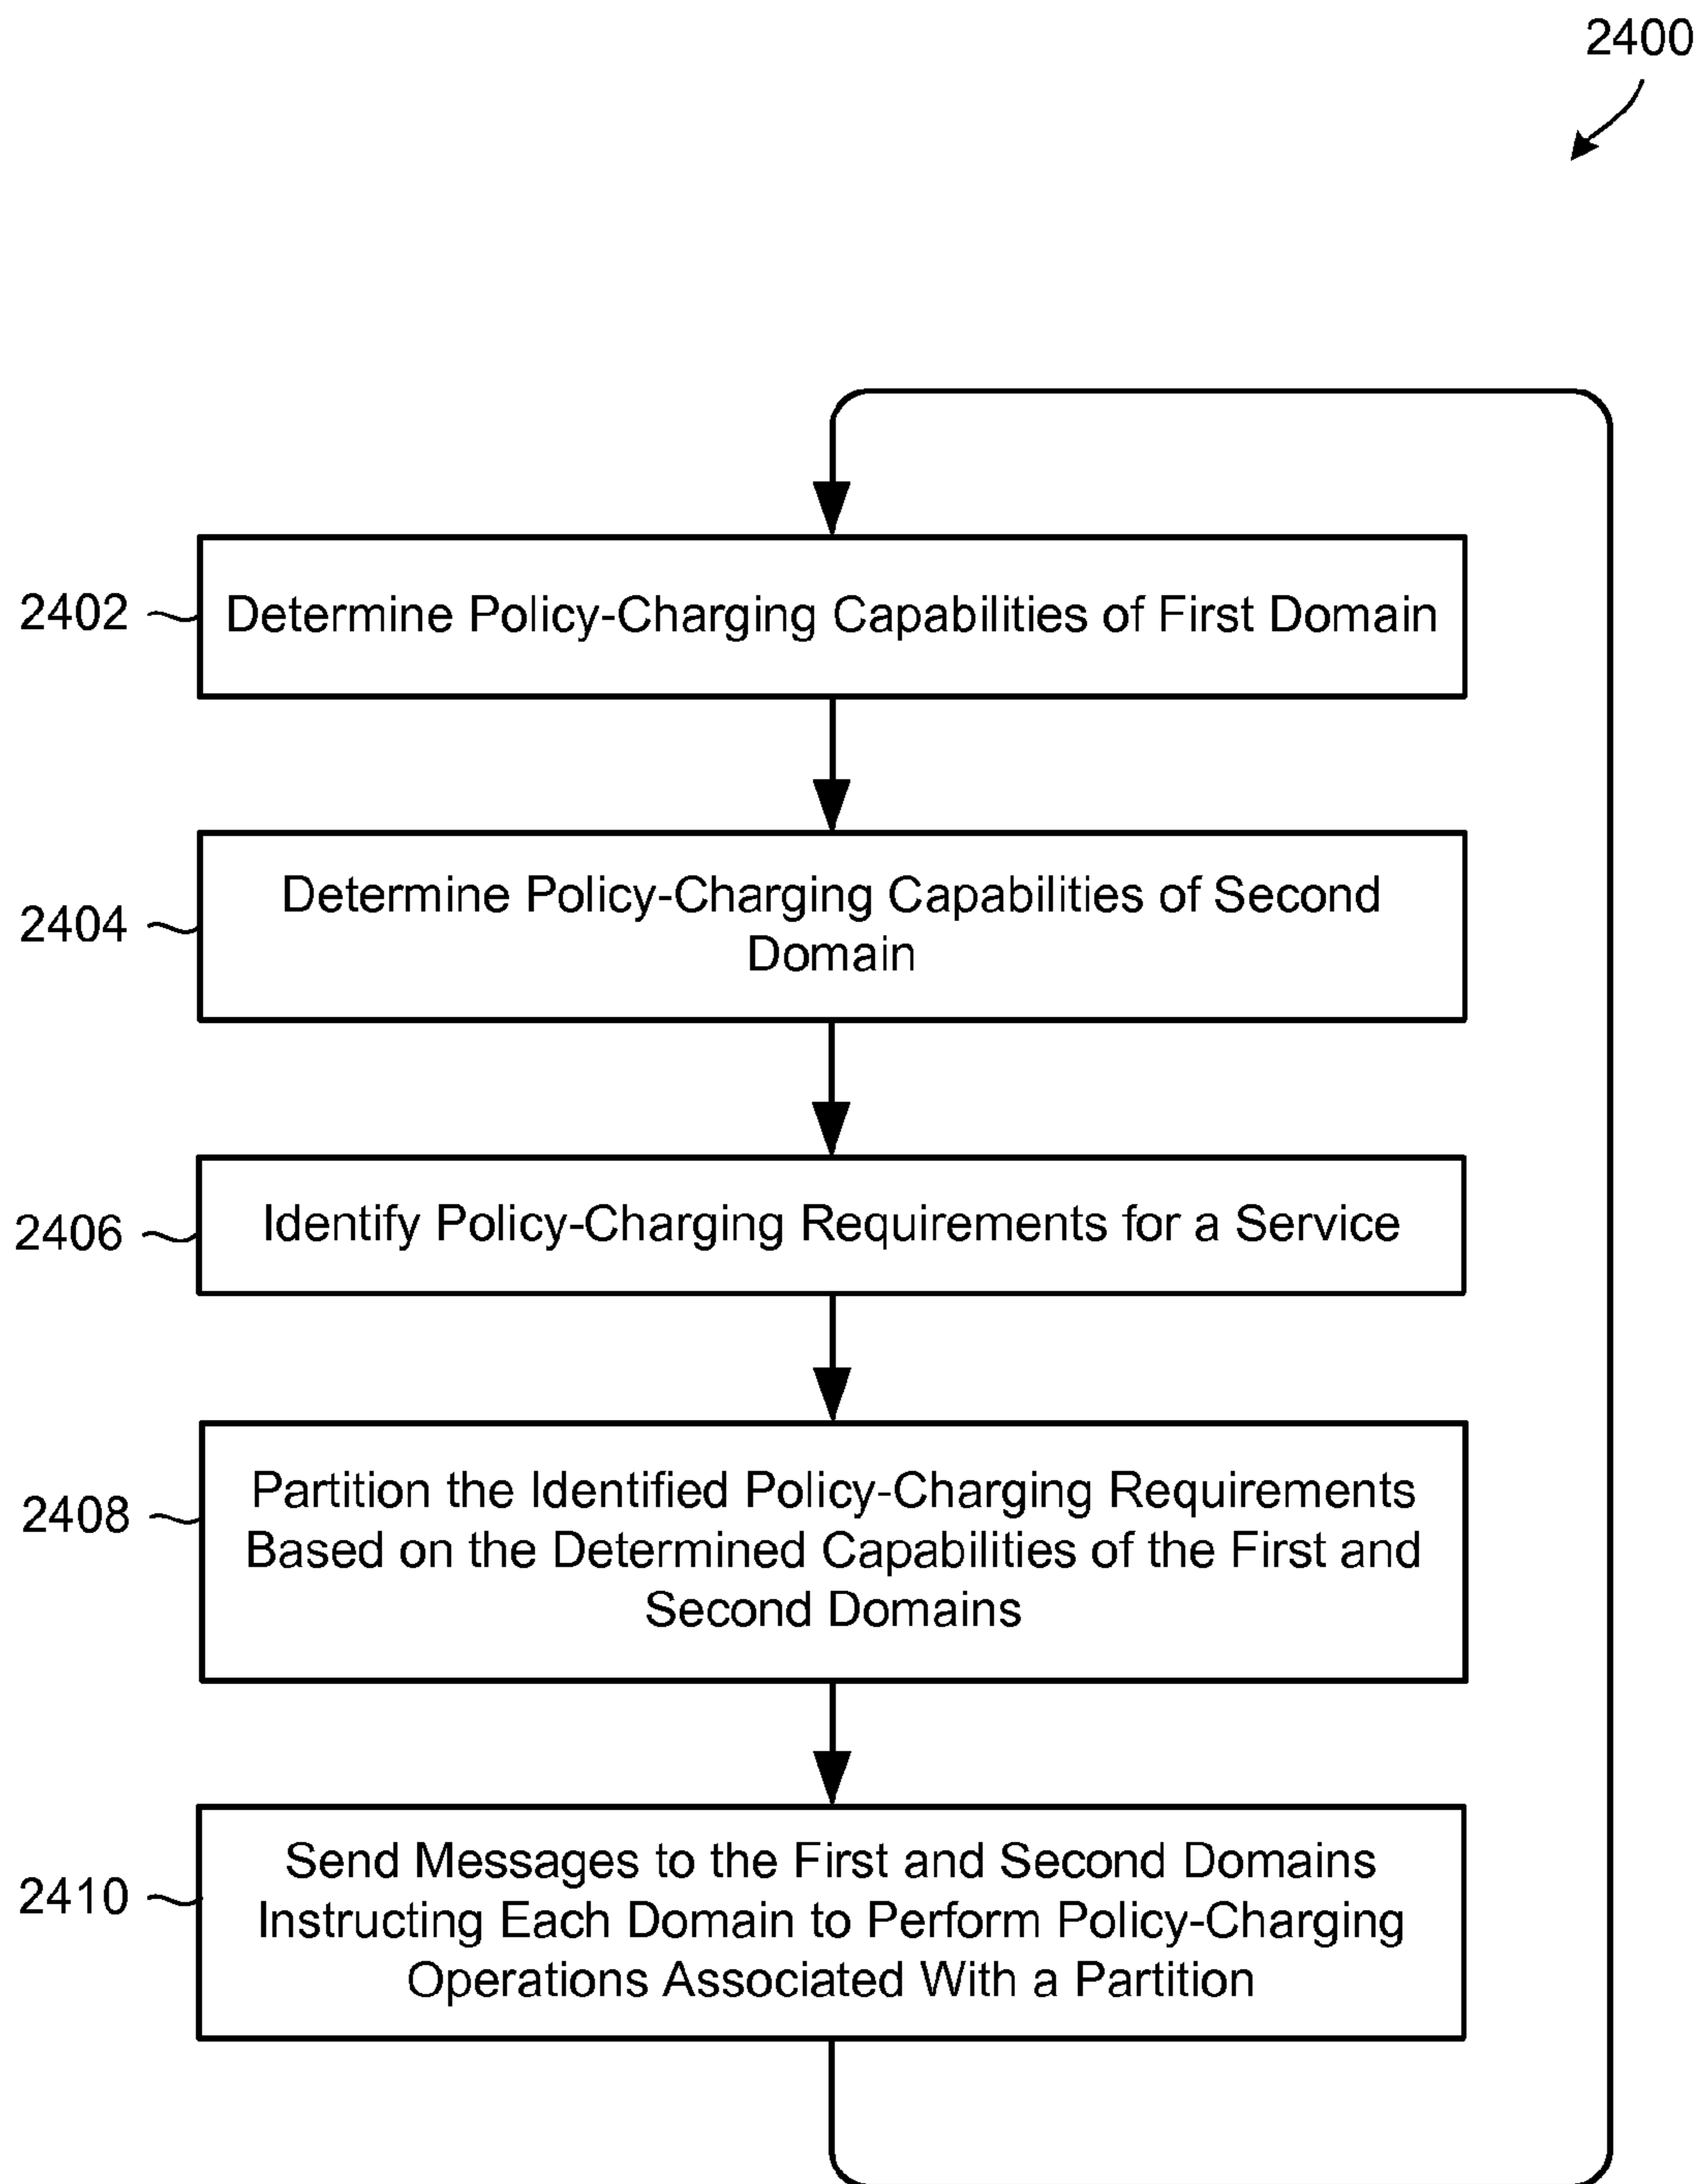 2400
2402
Determine Policy-Charging Capabilities of First Domain
2404
Determine Policy-Charging Capabilities of Second
Domain
2406
Identify Policy-Charging Requirements for a Service
2408
Partition the Identified Policy-Charging Requirements
Based on the Determined Capabilities of the First and
Second Domains
2410
Send Messages to the First and Second Domains
Instructing Each Domain to Perform Policy-Charging
Operations Associated With a Partition